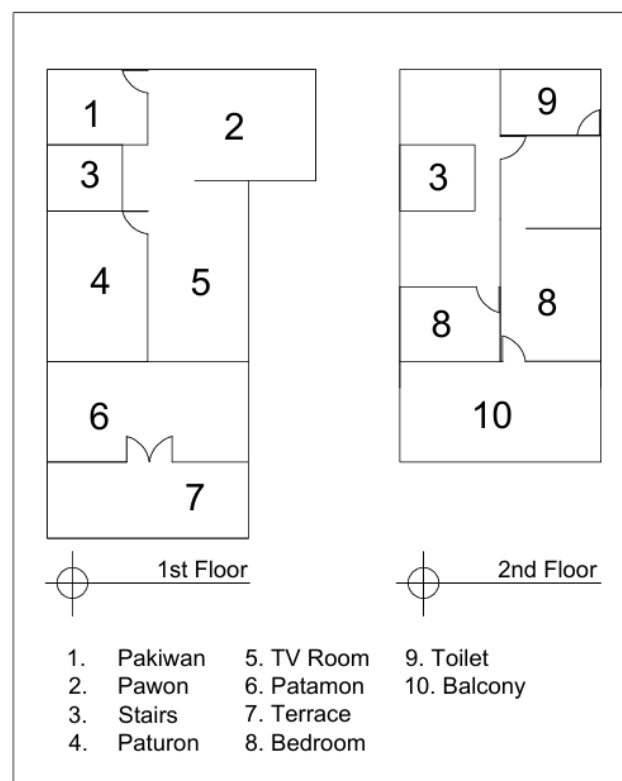 1
2
3
4
5
6
7
9
3
8
8
10
1st Floor
2nd Floor
1. Pakiwan
2. Pawon
3. Stairs
4. Paturon
5. TV Room
6. Patamon
7. Terrace
8. Bedroom
9. Toilet
10. Balcony